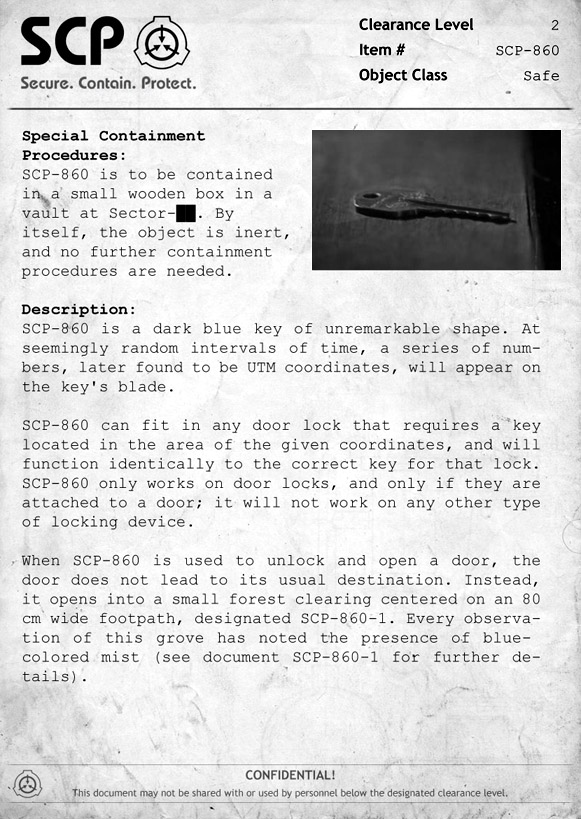 SCP
Secure. Contain. Protect.
Clearance Level 2
Item # SCP-860
Object Class Safe
Special Containment
Procedures:
SCP-860 is to be contained
in a small wooden box in a
vault at Sector-██. By
itself, the object is inert,
and no further containment
procedures are needed.
Description:
SCP-860 is a dark blue key of unremarkable shape. At
seemingly random intervals of time, a series of num-
bers, later found to be UTM coordinates, will appear on
the key's blade.
SCP-860 can fit in any door lock that requires a key
located in the area of the given coordinates, and will
function identically to the correct key for that lock.
SCP-860 only works on door locks, and only if they are
attached to a door; it will not work on any other type
of locking device.
When SCP-860 is used to unlock and open a door, the
door does not lead to its usual destination. Instead,
it opens into a small forest clearing centered on an 80
cm wide footpath, designated SCP-860-1. Every observa-
tion of this grove has noted the presence of blue-
colored mist (see document SCP-860-1 for further de-
tails).
CONFIDENTIAL!
This document may not be shared with or used by personnel below the designated clearance level.